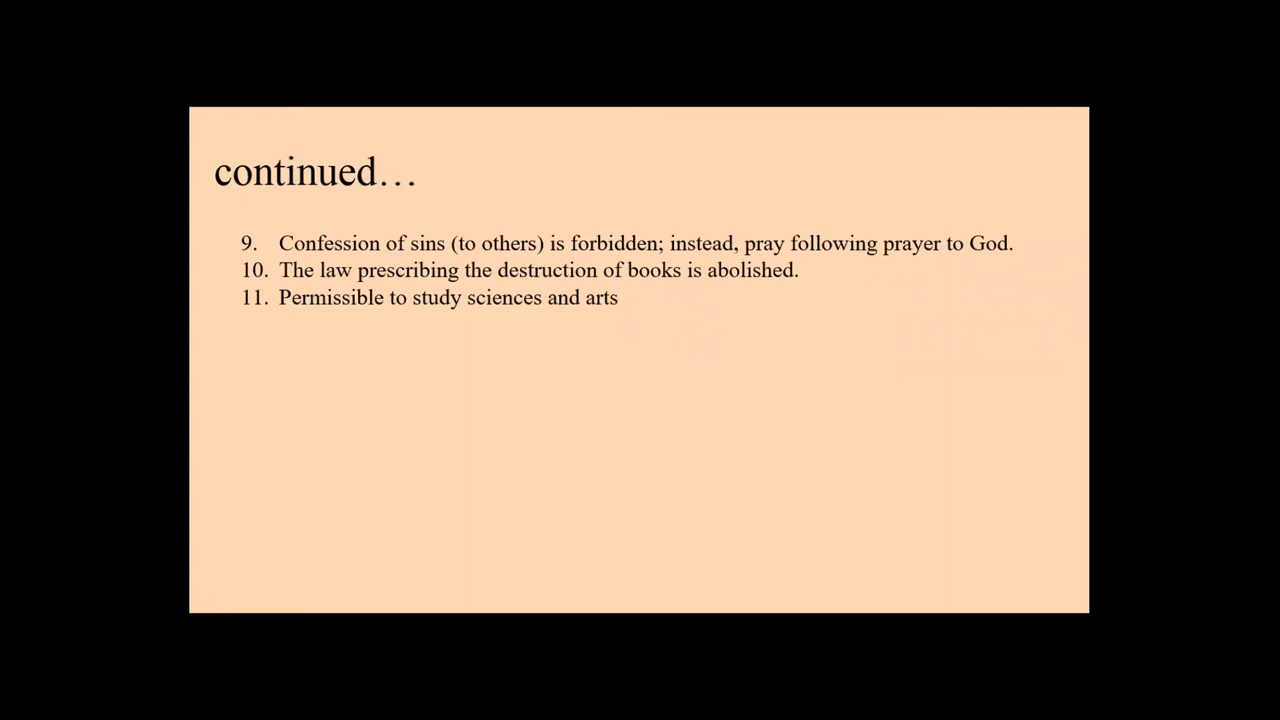 continued…
9. Confession of sins (to others) is forbidden; instead, pray following prayer to God.
10. The law prescribing the destruction of books is abolished.
11. Permissible to study sciences and arts